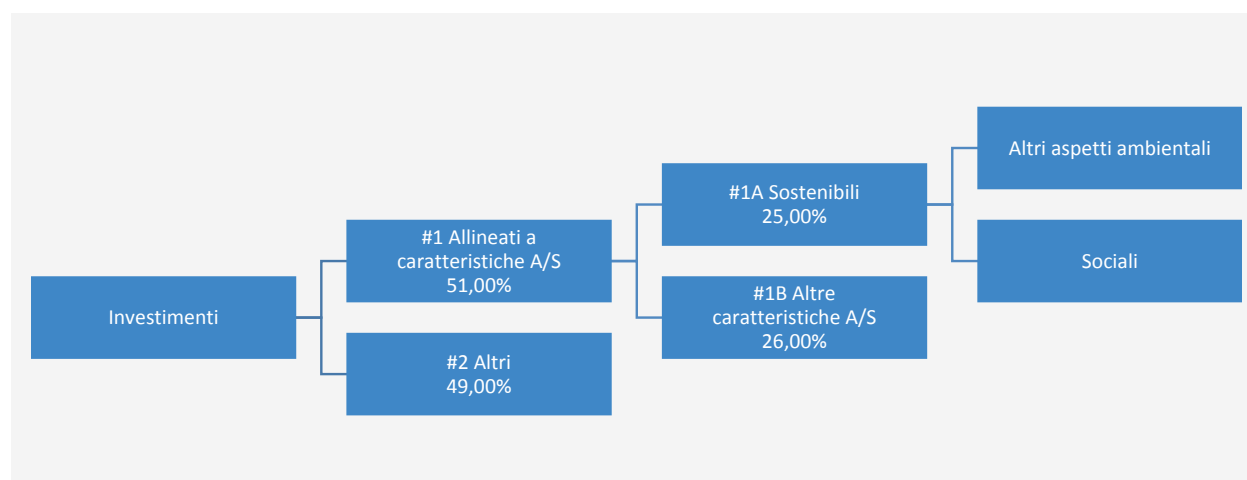 Investimenti
#1 Allineati a
caratteristiche A/S
51,00%
#2 Altri
49,00%
#1A Sostenibili
25,00%
#1B Altre
caratteristiche A/S
26,00%
Altri aspetti ambientali
Sociali